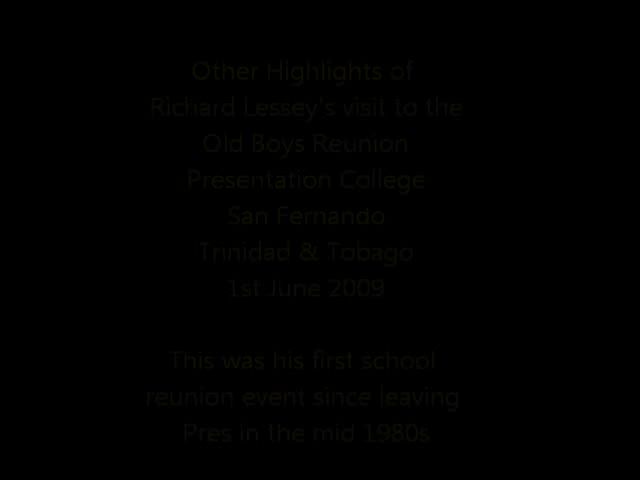 Other Highlights of
Richard Lessey's visit to the
Old Boys Reunion
Presentation College
San Fernando
Trinidad & Tobago
1st June 2009
This was his first school
reunion event since leaving
Pres in the mid 1980s